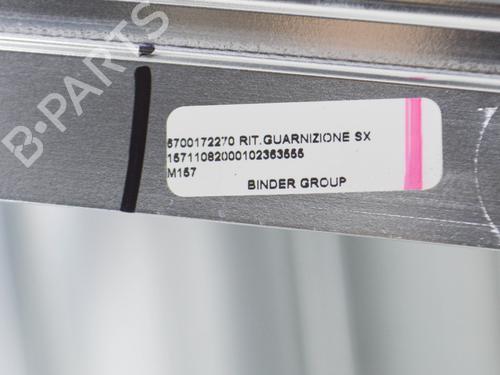 B-PARTS
5700172270 RIT.GUARNIZIONE SX
15711082000102363555
M157
BINDER GROUP